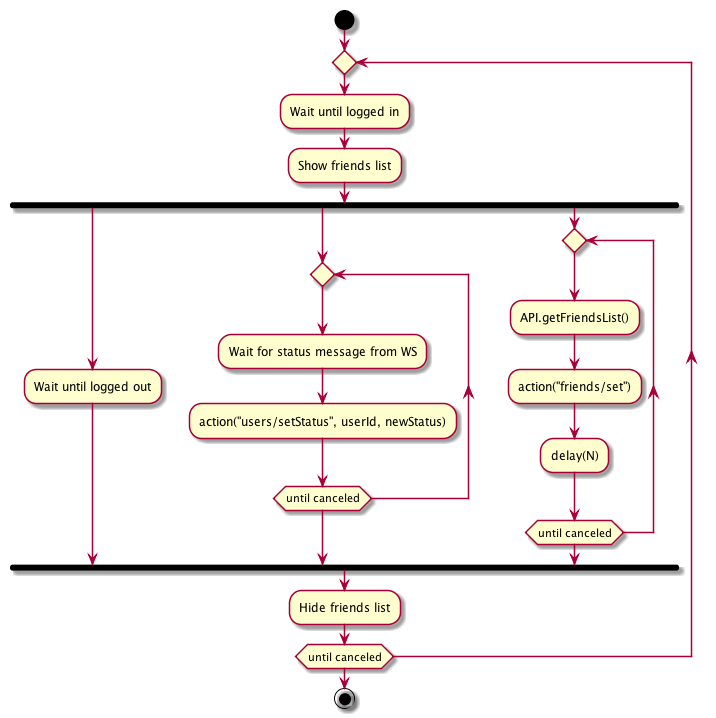 Wait until logged in
Show friends list
Wait until logged out
Wait for status message from WS
action("users/setStatus", userId, newStatus)
until canceled
API.getFriendsList()
action("friends/set")
delay(N)
until canceled
Hide friends list
until canceled